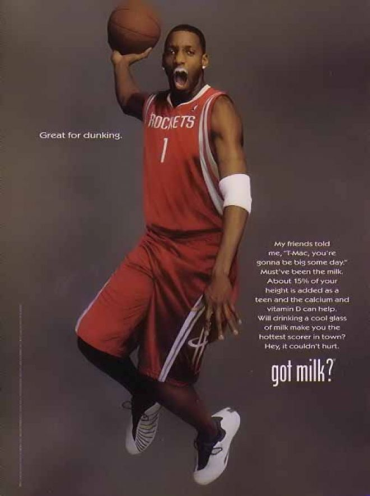 Great for dunking.
ROCKETS
1
My friends told
me, "T-Mac, you're
gonna be big some day."
Must've been the milk.
About 15% of your
height is added as a
teen and the calcium and
vitamin D can help.
Will drinking a cool glass
of milk make you the
hottest scorer in town?
Hey, it couldn't hurt.
got milk?